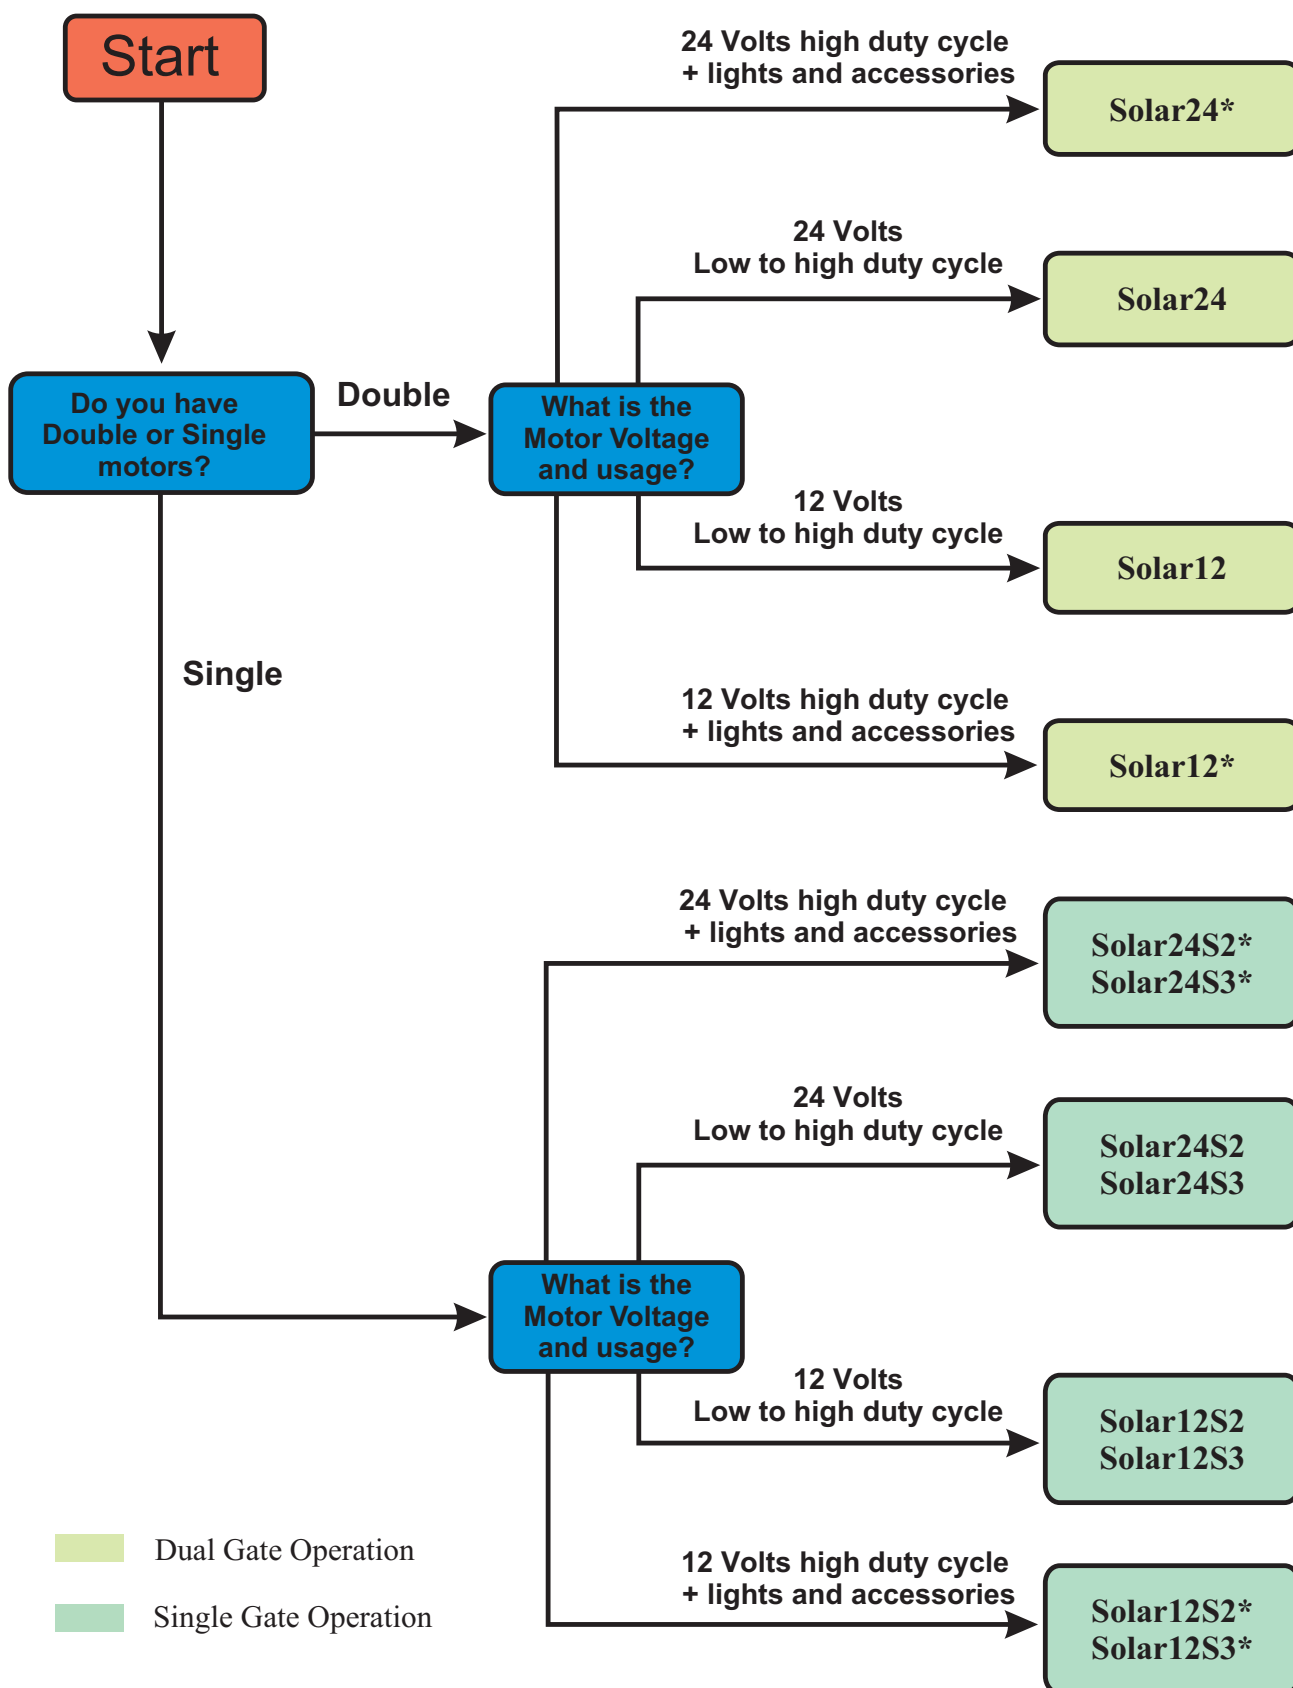 Start
Do you have
Double or Single
motors?
Double
Single
What is the
Motor Voltage
and usage?
24 Volts high duty cycle
+ lights and accessories
Solar24*
24 Volts
Low to high duty cycle
Solar24
12 Volts
Low to high duty cycle
Solar12
12 Volts high duty cycle
+ lights and accessories
Solar12*
What is the
Motor Voltage
and usage?
24 Volts high duty cycle
+ lights and accessories
Solar24S2*
Solar24S3*
24 Volts
Low to high duty cycle
Solar24S2
Solar24S3
12 Volts
Low to high duty cycle
Solar12S2
Solar12S3
12 Volts high duty cycle
+ lights and accessories
Solar12S2*
Solar12S3*
Dual Gate Operation
Single Gate Operation